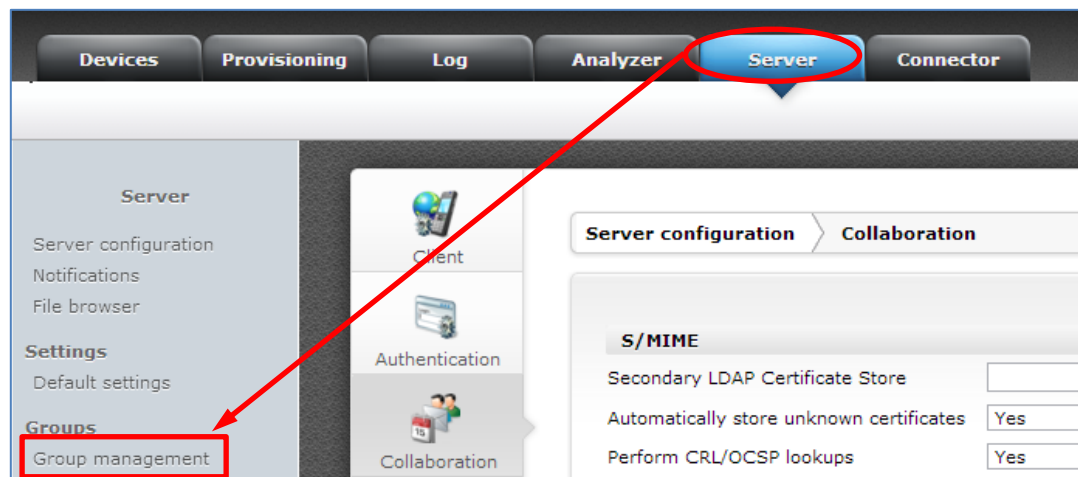 Devices Provisioning Log Analyzer Server Connector
Server
Server configuration
Notifications
File browser
Settings
Default settings
Groups
Group management
Client
Authentication
15
Collaboration
Server configuration Collaboration
S/MIME
Secondary LDAP Certificate Store
Automatically store unknown certificates Yes
Perform CRL/OCSP lookups Yes